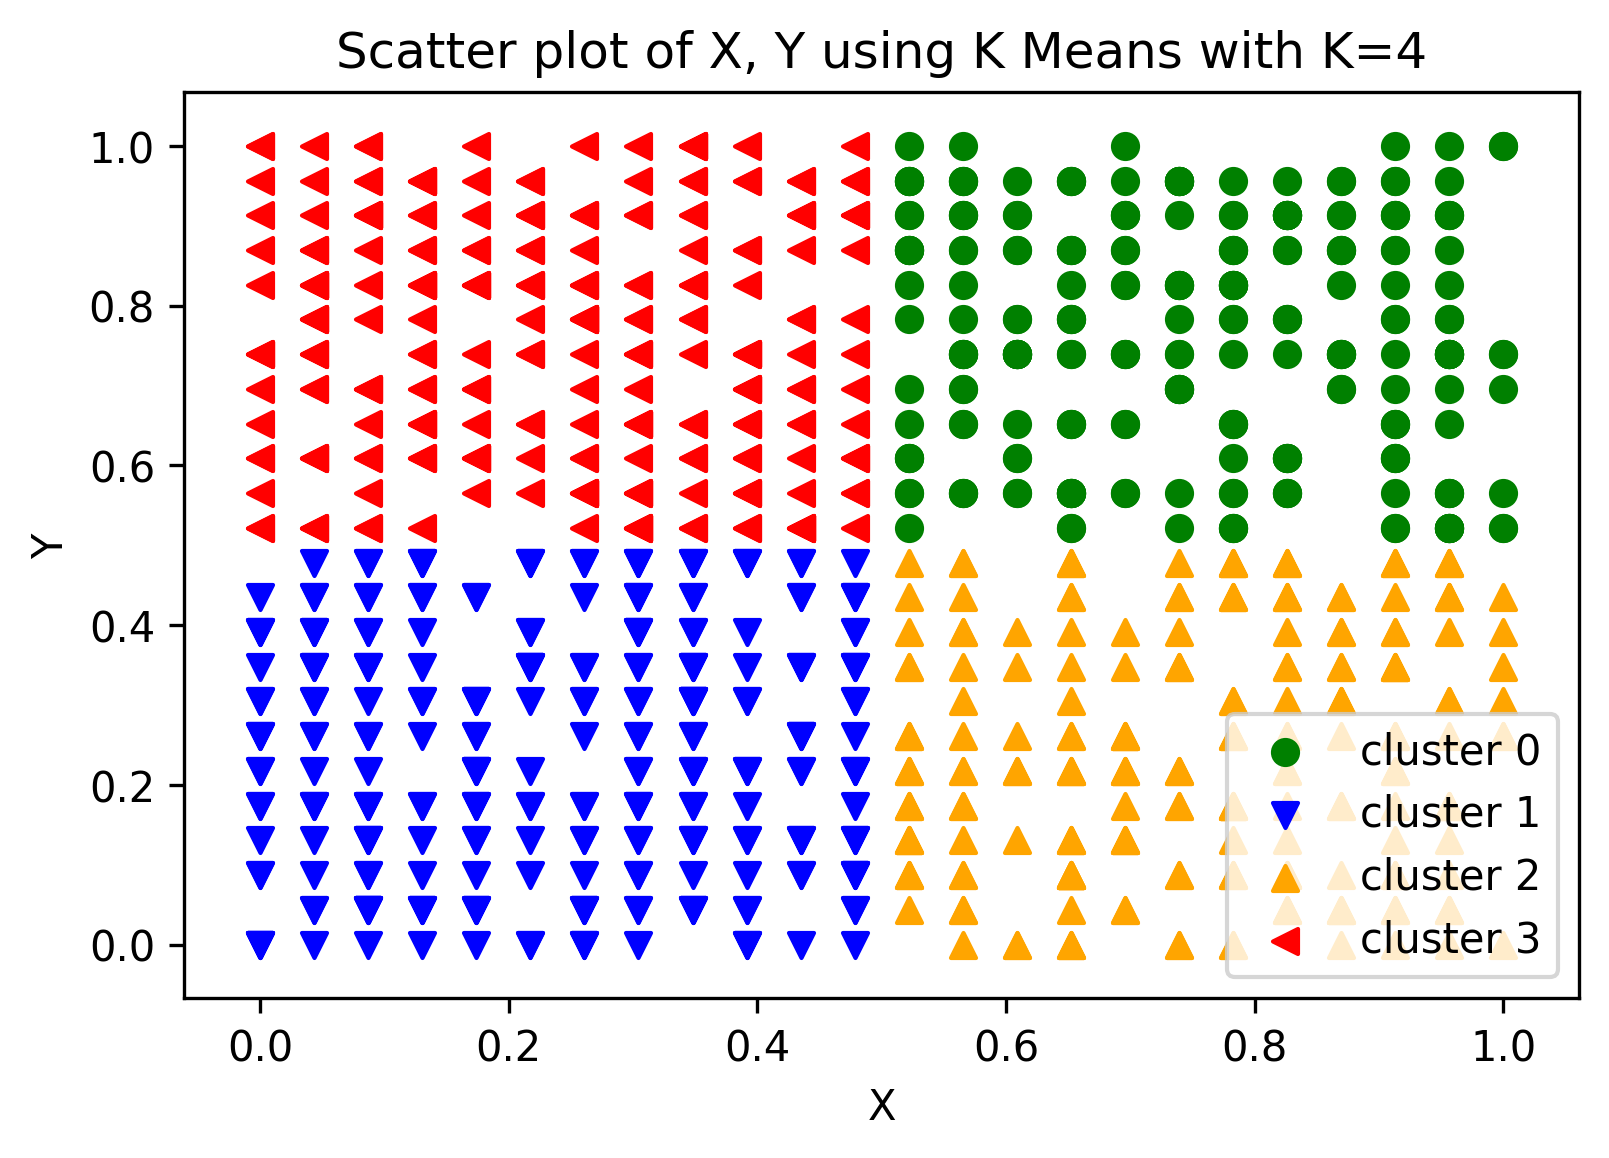 Scatter plot of X, Y using K Means with K=4
1.0
0.8
0.6
Y
0.4
0.2
0.0
cluster 0
cluster 1
cluster 2
cluster 3
0.0 0.2 0.4 0.6 0.8 1.0
X